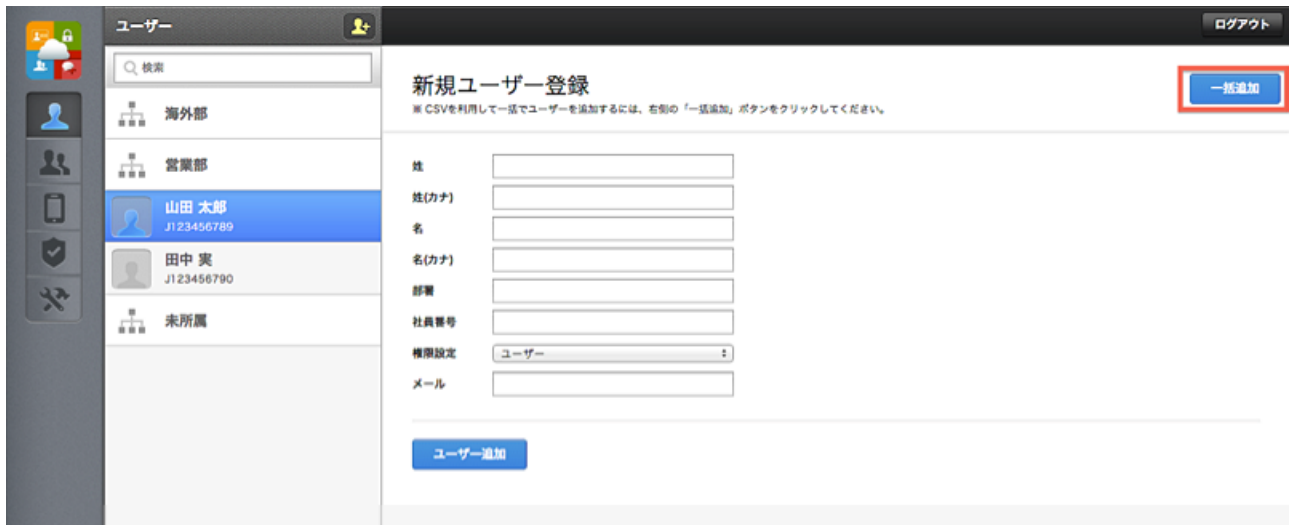 ユーザー
ログアウト
検索
海外部
営業部
山田 太郎
J123456789
田中 実
J123456790
未所属
新規ユーザー登録
一括追加
※ CSVを利用して一括でユーザーを追加するには、右側の「一括追加」ボタンをクリックしてください。
姓
姓(カナ)
名
名(カナ)
部署
社員番号
権限設定
ユーザー
メール
ユーザー追加